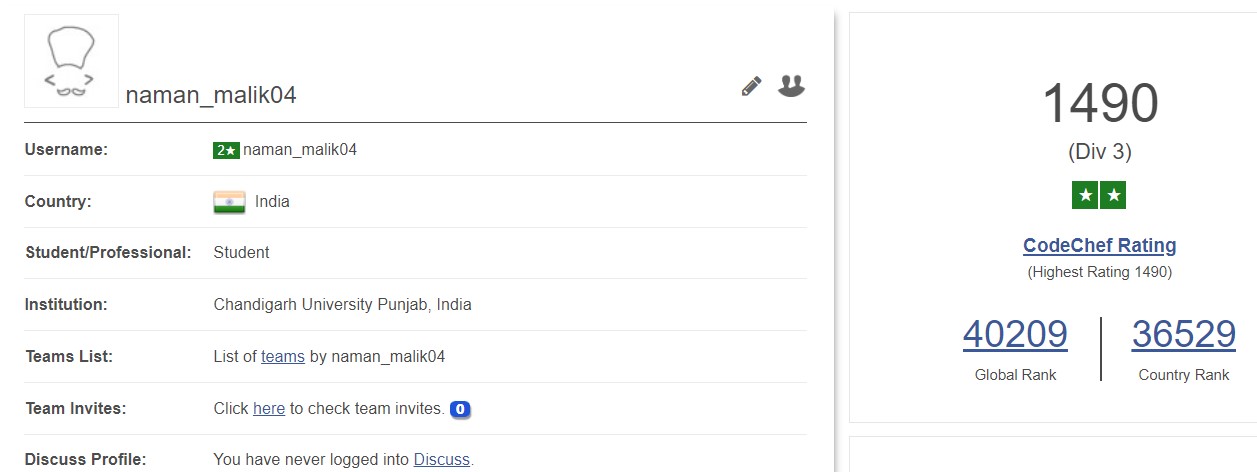 naman_malik04
Username: 2★ naman_malik04
Country: India
Student/Professional: Student
Institution: Chandigarh University Punjab, India
Teams List: List of teams by naman_malik04
Team Invites: Click here to check team invites. 0
Discuss Profile: You have never logged into Discuss.
1490
(Div 3)
★★
CodeChef Rating
(Highest Rating 1490)
40209 36529
Global Rank Country Rank